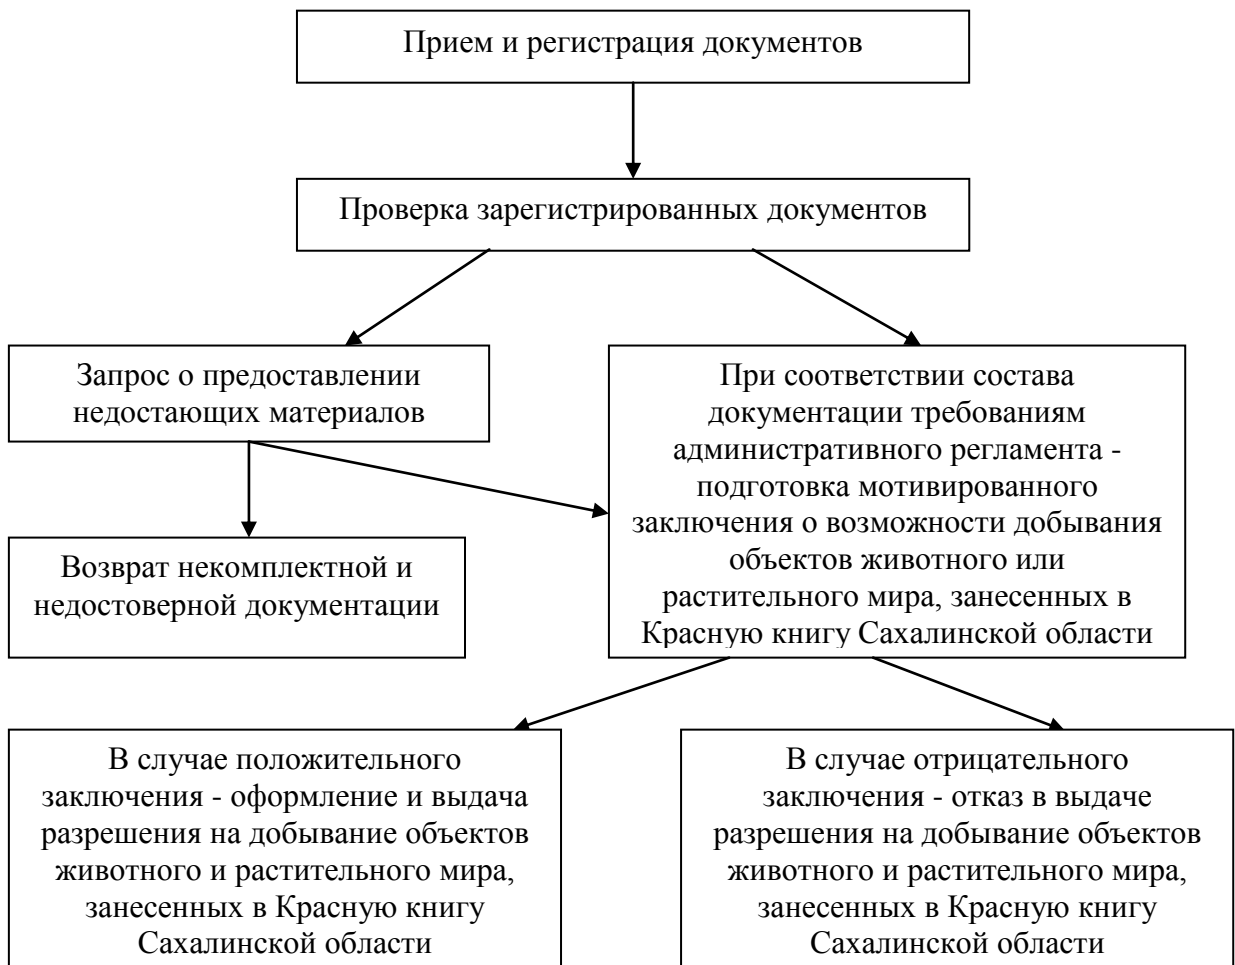 Прием и регистрация документов
Проверка зарегистрированных документов
Запрос о предоставлении
недостающих материалов
При соответствии состава
документации требованиям
административного регламента -
подготовка мотивированного
заключения о возможности добывания
объектов животного или
растительного мира, занесенных в
Красную книгу Сахалинской области
Возврат некомплектной и
недостоверной документации
В случае положительного
заключения - оформление и выдача
разрешения на добывание объектов
животного и растительного мира,
занесенных в Красную книгу
Сахалинской области
В случае отрицательного
заключения - отказ в выдаче
разрешения на добывание объектов
животного и растительного мира,
занесенных в Красную книгу
Сахалинской области